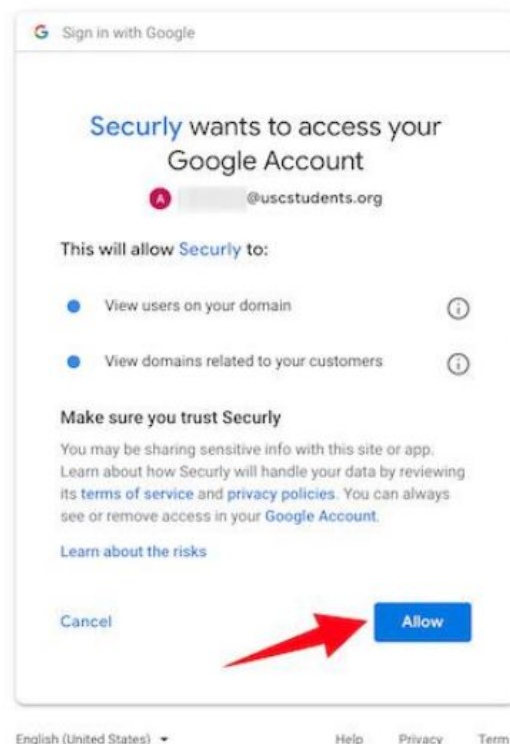 Sign in with Google
Securly wants to access your
Google Account
A @uscstudents.org
This will allow Securly to:
View users on your domain
View domains related to your customers
Make sure you trust Securly
You may be sharing sensitive info with this site or app.
Learn about how Securly will handle your data by reviewing
its terms of service and privacy policies. You can always
see or remove access in your Google Account.
Learn about the risks
Cancel Allow
English (United States) Help Privacy Term